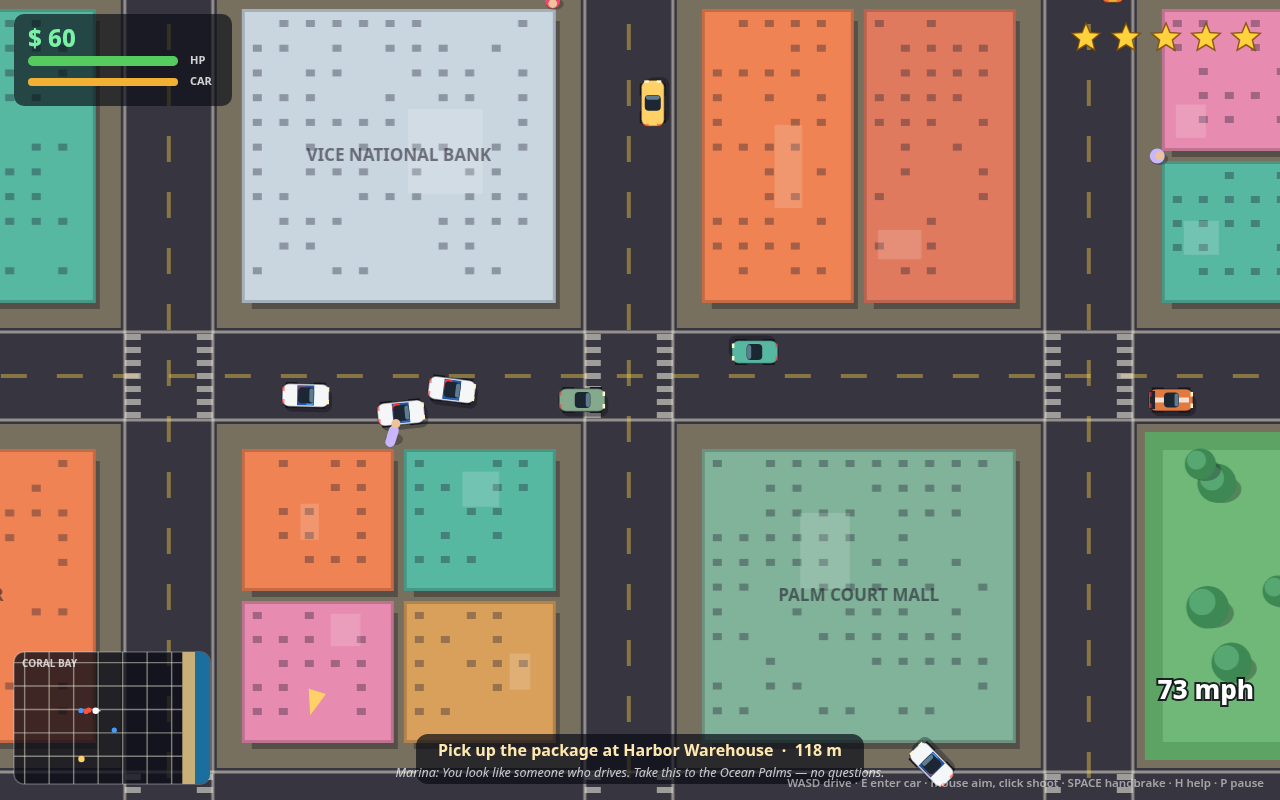 $ 60
HP
CAR
VICE NATIONAL BANK
PALM COURT MALL
CORAL BAY
73 mph
Pick up the package at Harbor Warehouse · 118 m
Marina: You look like someone who drives. Take this to the Ocean Palms — no questions.
WASD drive · E enter car · mouse aim, click shoot · SPACE handbrake · H help · P pause